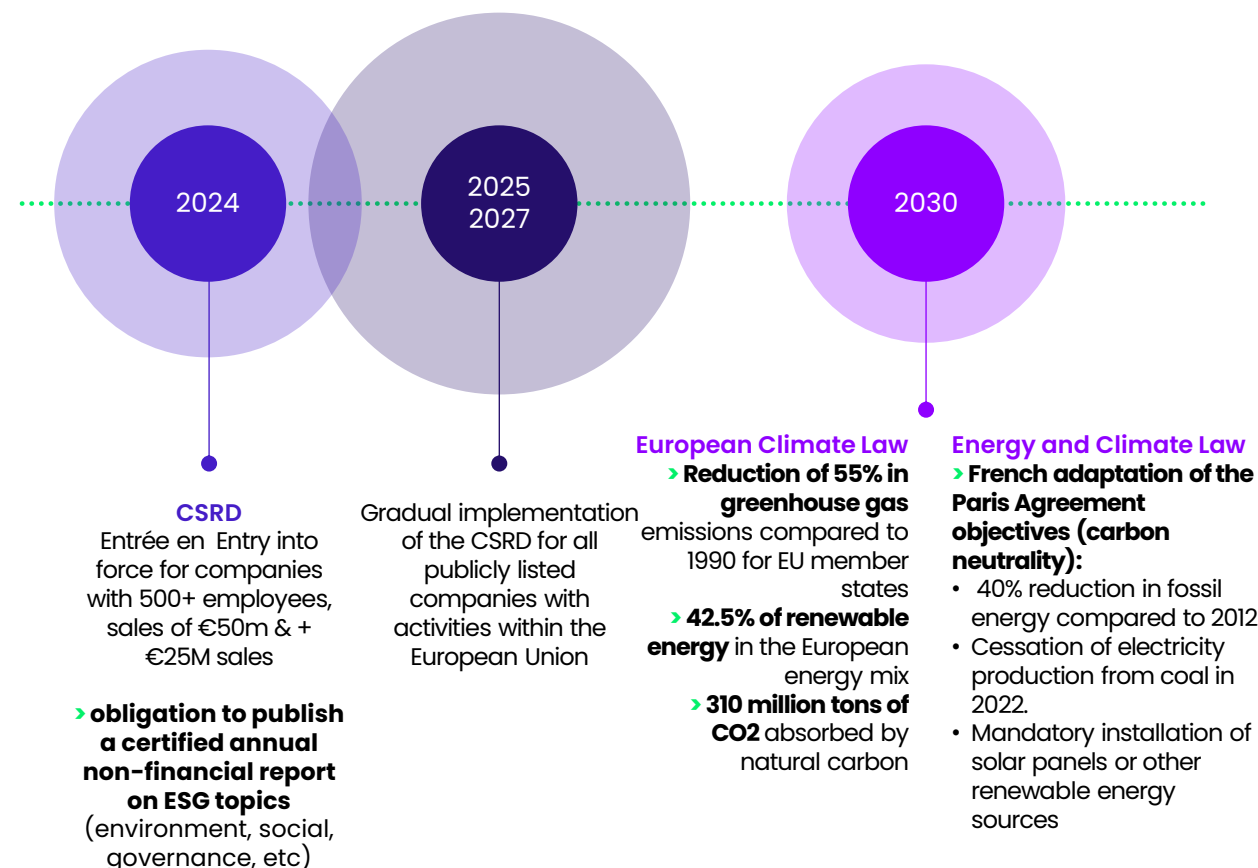 2024
2025
2027
2030
CSRD
Entrée en Entry into
force for companies
with 500+ employees,
sales of €50m & +
€25M sales
> obligation to publish
a certified annual
non-financial report
on ESG topics
(environment, social,
governance, etc)
Gradual implementation
of the CSRD for all
publicly listed
companies with
activities within the
European Union
European Climate Law
> Reduction of 55% in
greenhouse gas
emissions compared to
1990 for EU member
states
> 42.5% of renewable
energy in the European
energy mix
> 310 million tons of
CO2 absorbed by
natural carbon
Energy and Climate Law
> French adaptation of the
Paris Agreement
objectives (carbon
neutrality):
• 40% reduction in fossil
energy compared to 2012
• Cessation of electricity
production from coal in
2022.
• Mandatory installation of
solar panels or other
renewable energy
sources